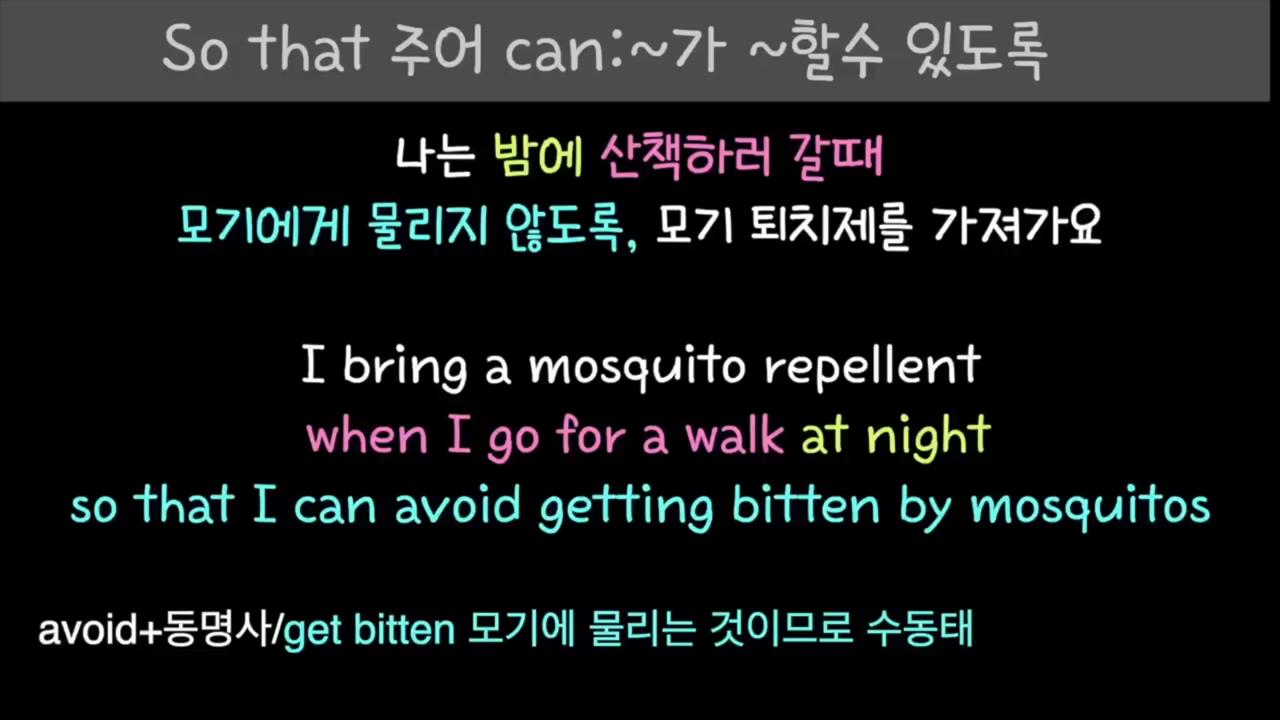 So that 주어 can:~가 ~할수 있도록
나는 밤에 산책하러 갈때
모기에게 물리지 않도록, 모기 퇴치제를 가져가요
I bring a mosquito repellent
when I go for a walk at night
so that I can avoid getting bitten by mosquitos
avoid+동명사/get bitten 모기에 물리는 것이므로 수동태